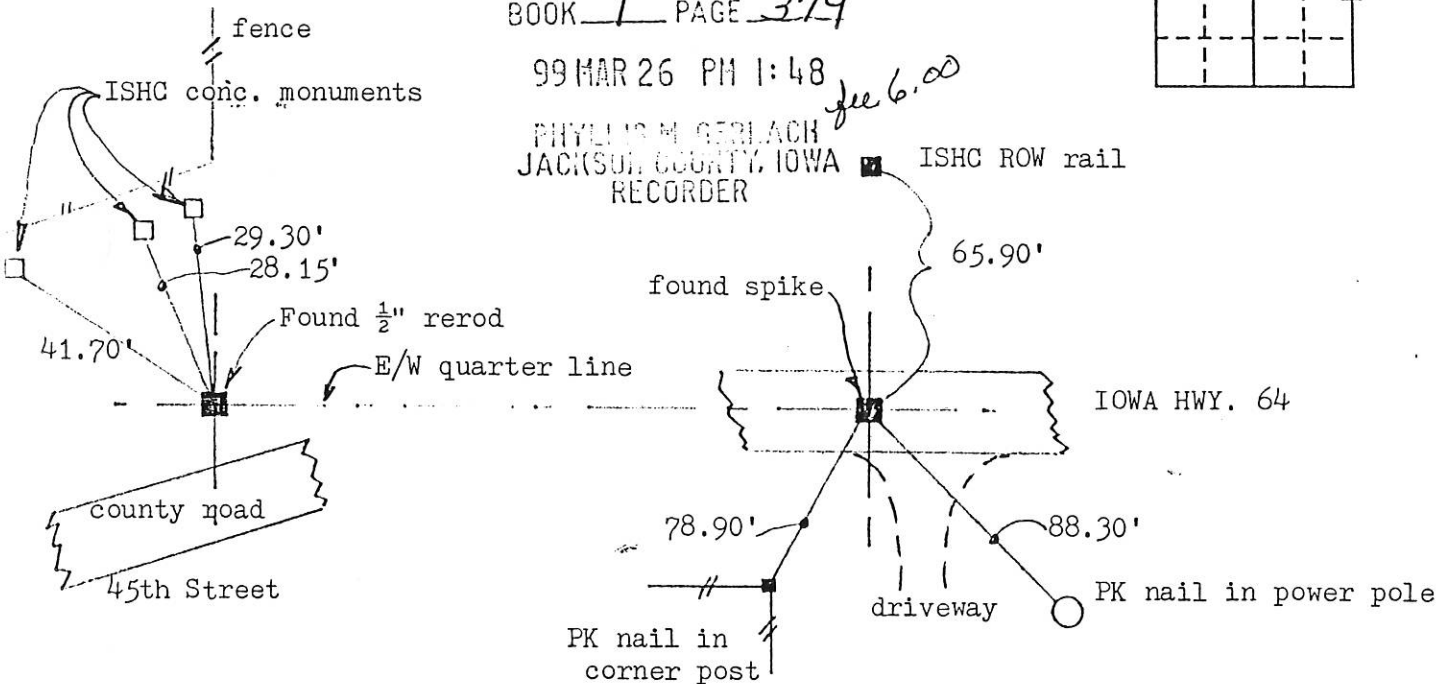 BOOK 1 PAGE 379
99 MAR 26 PM 1:48
fee 6.00
PHYLLIS M. GERLACH
JACKSON COUNTY, IOWA
RECORDER
fence
ISHC conc. monuments
ISHC ROW rail
29.30'
28.15'
65.90'
found spike
Found ½" rerod
41.70'
E/W quarter line
IOWA HWY. 64
county road
78.90'
88.30'
45th Street
driveway
PK nail in power pole
PK nail in
corner post